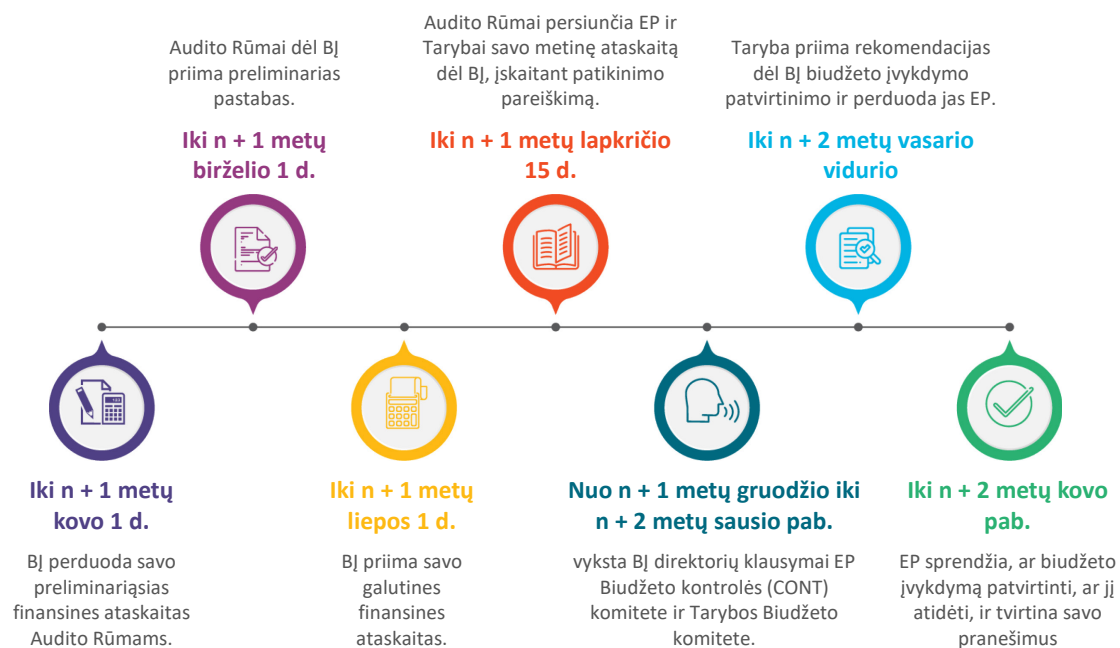 Audito Rūmai dėl BĮ
priima preliminarias
pastabas.
Iki n + 1 metų
birželio 1 d.
Audito Rūmai persiunčia EP ir
Tarybai savo metinę ataskaitą
dėl BĮ, įskaitant patikinimo
pareiškimą.
Iki n + 1 metų lapkričio
15 d.
Taryba priima rekomendacijas
dėl BĮ biudžeto įvykdymo
patvirtinimo ir perduoda jas EP.
Iki n + 2 metų vasario
vidurio
Iki n + 1 metų
kovo 1 d.
BĮ perduoda savo
preliminariąsias
finansines ataskaitas
Audito Rūmams.
Iki n + 1 metų
liepos 1 d.
BĮ priima savo
galutines
finansines
ataskaitas.
Nuo n + 1 metų gruodžio iki
n + 2 metų sausio pab.
vyksta BĮ direktorių klausymai EP
Biudžeto kontrolės (CONT)
komitete ir Tarybos Biudžeto
komitete.
Iki n + 2 metų kovo
pab.
EP sprendžia, ar biudžeto
įvykdymą patvirtinti, ar jį
atidėti, ir tvirtina savo
pranešimus